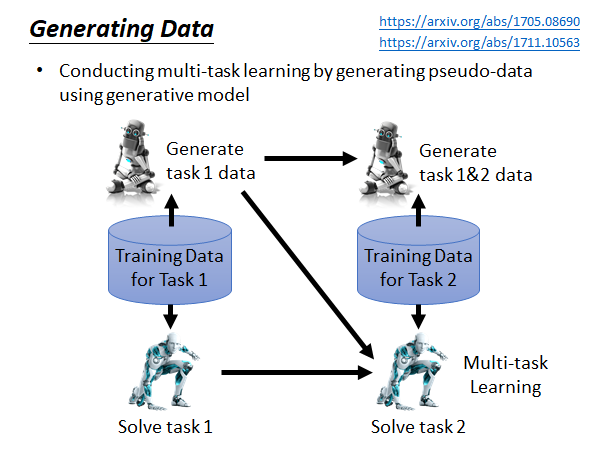 Generating Data
https://arxiv.org/abs/1705.08690
https://arxiv.org/abs/1711.10563
• Conducting multi-task learning by generating pseudo-data
using generative model
Generate
task 1 data
Generate
task 1&2 data
Training Data
for Task 1
Training Data
for Task 2
Multi-task
Learning
Solve task 1
Solve task 2